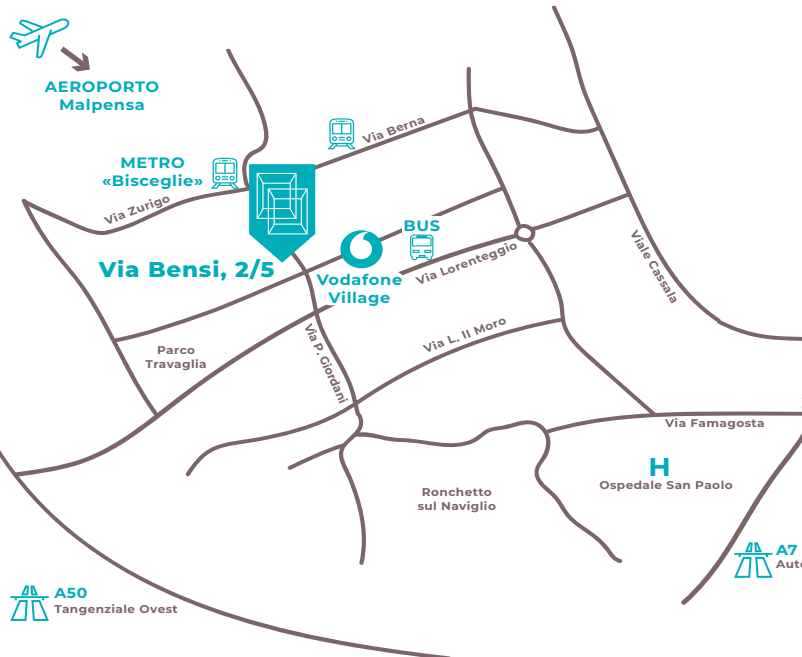 AEROPORTO
Malpensa
Via Berna
METRO
«Bisceglie»
Via Zurigo
BUS
Via Bensi, 2/5
Vodafone
Village
Via Lorenteggio
Viale Cassala
Parco
Travaglia
Via P. Giordani
Via L. Il Moro
Via Famagosta
H
Ospedale San Paolo
Ronchetto
sul Naviglio
A7
A50
Tangenziale Ovest